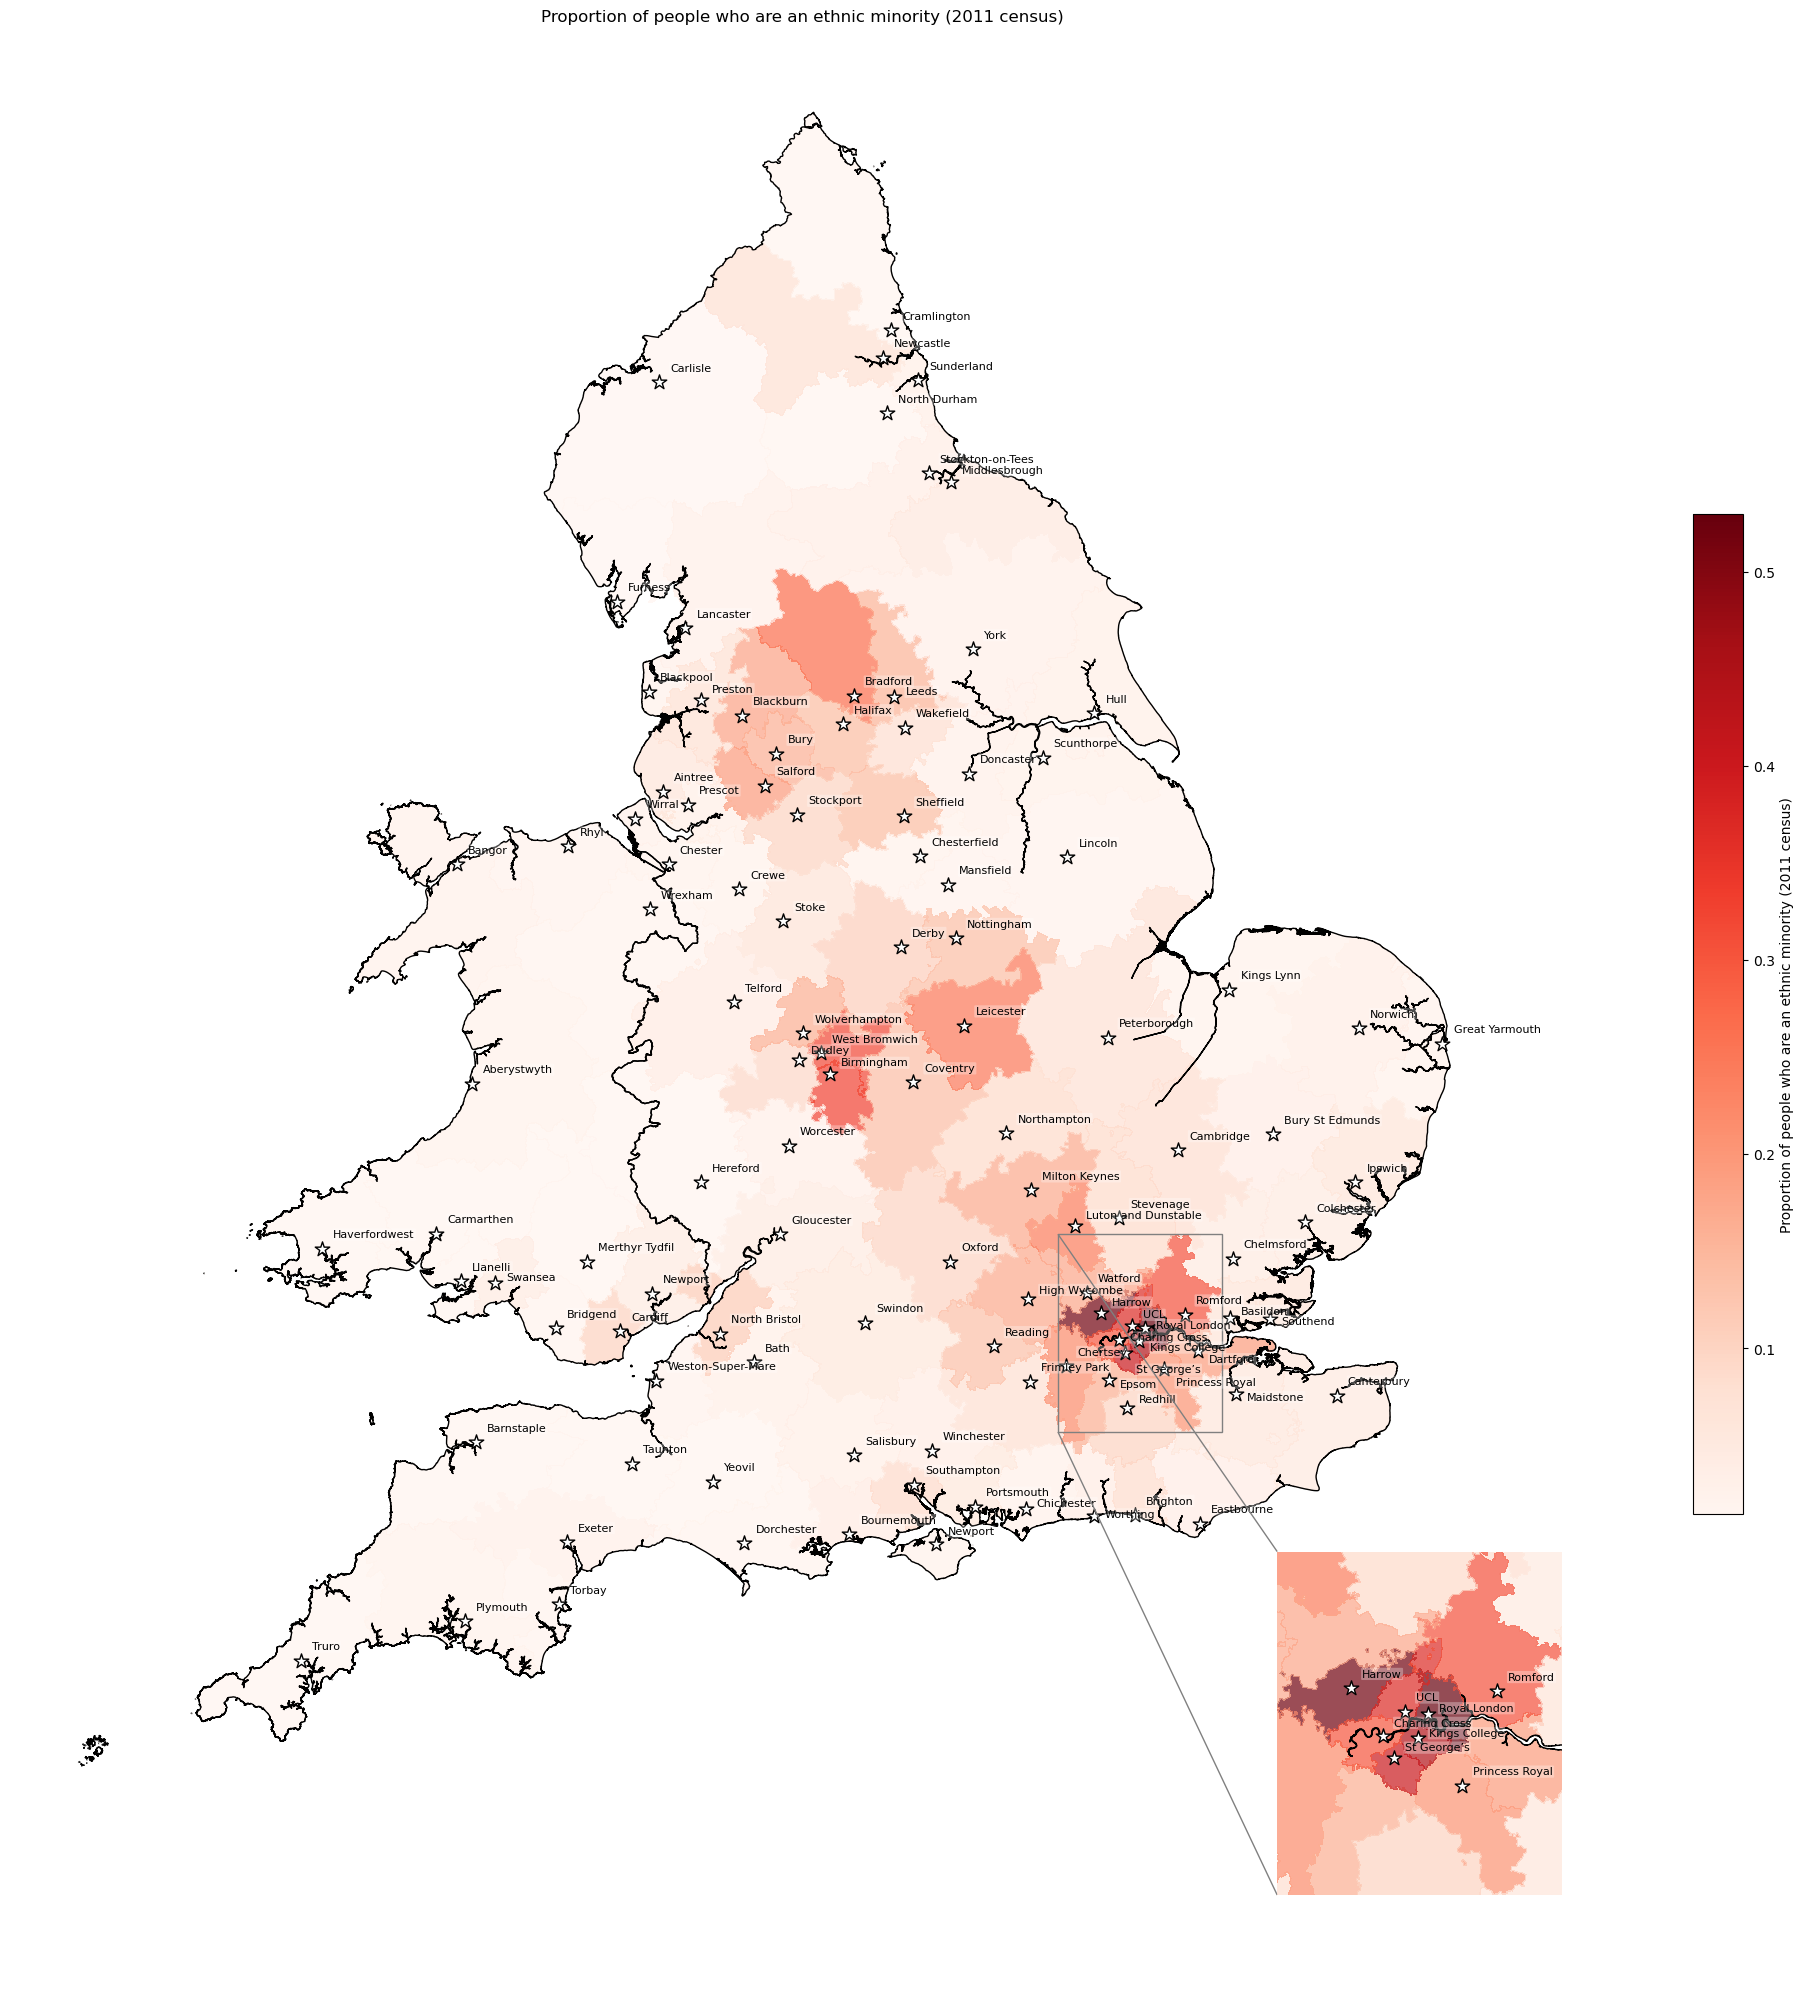 Proportion of people who are an ethnic minority (2011 census)
Cramlington
Newcastle
Carlisle
Sunderland
North Durham
Stockton-on-Tees
Middlesbrough
Furness
Lancaster
York
Blackpool
Preston
Bradford
Leeds
Blackburn
Halifax
Wakefield
Hull
Bury
Scunthorpe
Doncaster
Salford
Aintree
Prescot
Wirral
Stockport
Sheffield
Rhyl
Bangor
Chester
Chesterfield
Lincoln
Crewe
Mansfield
Wrexham
Stoke
Nottingham
Derby
Kings Lynn
Telford
Leicester
Wolverhampton
Norwich
Great Yarmouth
Peterborough
West Bromwich
Dudley
Birmingham
Coventry
Aberystwyth
Northampton
Bury St Edmunds
Worcester
Cambridge
Hereford
Milton Keynes
Ipswich
Stevenage
Luton and Dunstable
Colchester
Gloucester
Carmarthen
Haverfordwest
Merthyr Tydfil
Oxford
Chelmsford
Llanelli
Swansea
Newport
Watford
High Wycombe
Harrow
Romford
Swindon
Bridgend
Cardiff
North Bristol
UCL
Royal London
Basildon
Southend
Reading
Charing Cross
Kings College
Bath
Chertsey
Dartford
Weston-Super-Mare
Frimley Park
St George's
Epsom
Princess Royal
Canterbury
Maidstone
Redhill
Barnstaple
Salisbury
Winchester
Taunton
Yeovil
Southampton
Portsmouth
Chichester
Worthing
Brighton
Eastbourne
Bournemouth
Newport
Exeter
Dorchester
Torbay
Plymouth
Truro
Harrow
Romford
UCL
Royal London
Charing Cross
Kings College
St George's
Princess Royal
0.5
0.4
0.3
0.2
0.1
Proportion of people who are an ethnic minority (2011 census)